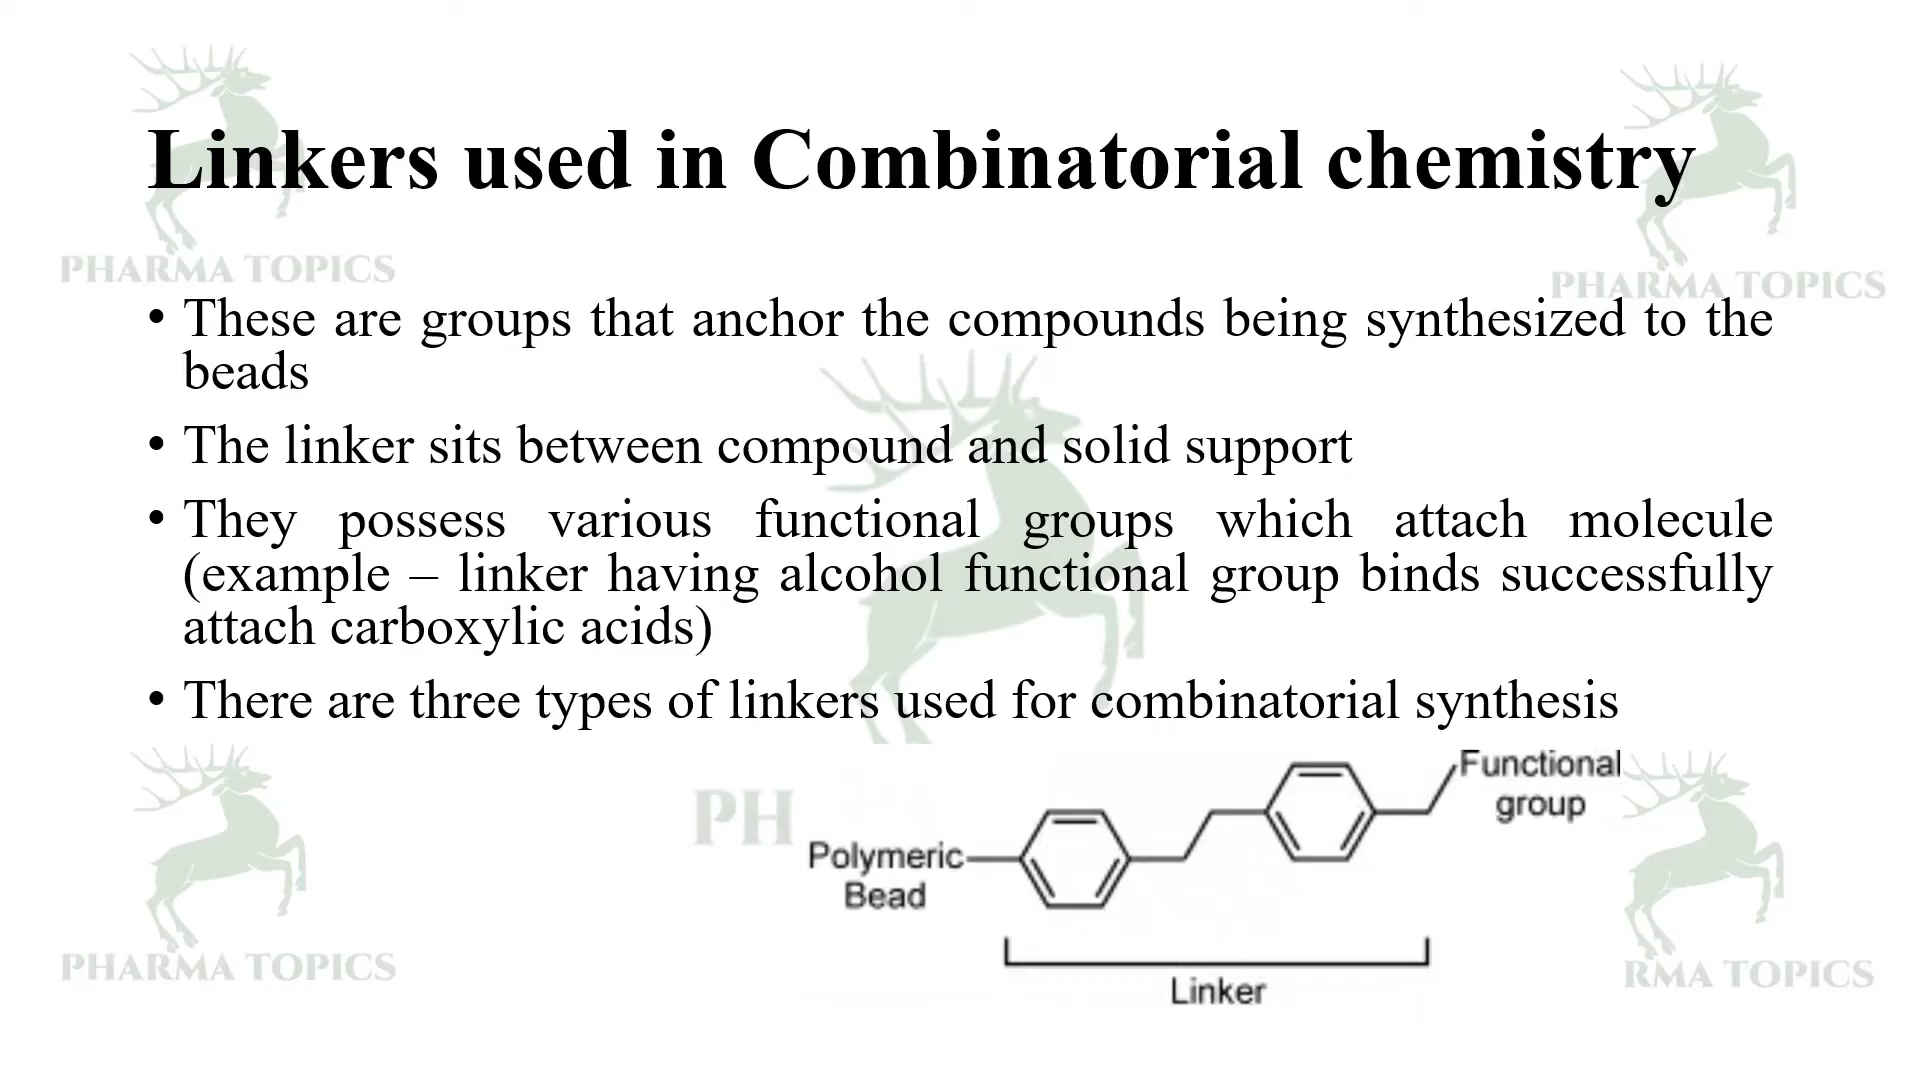 Linkers used in Combinatorial chemistry
PHARMA TOPICS
PHARMA TOPICS
• These are groups that anchor the compounds being synthesized to the
beads
• The linker sits between compound and solid support
• They possess various functional groups which attach molecule
(example – linker having alcohol functional group binds successfully
attach carboxylic acids)
• There are three types of linkers used for combinatorial synthesis
Functional
group
PH
Polymeric
Bead
Linker
PHARMA TOPICS
RMA TOPICS